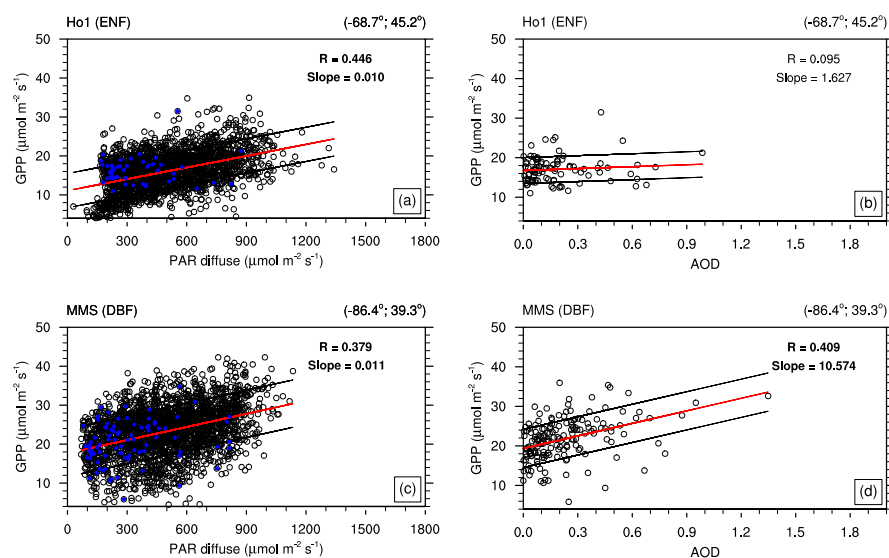 Ho1 (ENF) (-68.7°; 45.2°)
R = 0.446
Slope = 0.010
GPP (μmol m⁻² s⁻¹)
50
40
30
20
10
(a)
0 300 600 900 1200 1500 1800
PAR diffuse (μmol m⁻² s⁻¹)
Ho1 (ENF) (-68.7°; 45.2°)
R = 0.095
Slope = 1.627
GPP (μmol m⁻² s⁻¹)
50
40
30
20
10
(b)
0.0 0.3 0.6 0.9 1.2 1.5 1.8
AOD
MMS (DBF) (-86.4°; 39.3°)
R = 0.379
Slope = 0.011
GPP (μmol m⁻² s⁻¹)
50
40
30
20
10
(c)
0 300 600 900 1200 1500 1800
PAR diffuse (μmol m⁻² s⁻¹)
MMS (DBF) (-86.4°; 39.3°)
R = 0.409
Slope = 10.574
GPP (μmol m⁻² s⁻¹)
50
40
30
20
10
(d)
0.0 0.3 0.6 0.9 1.2 1.5 1.8
AOD